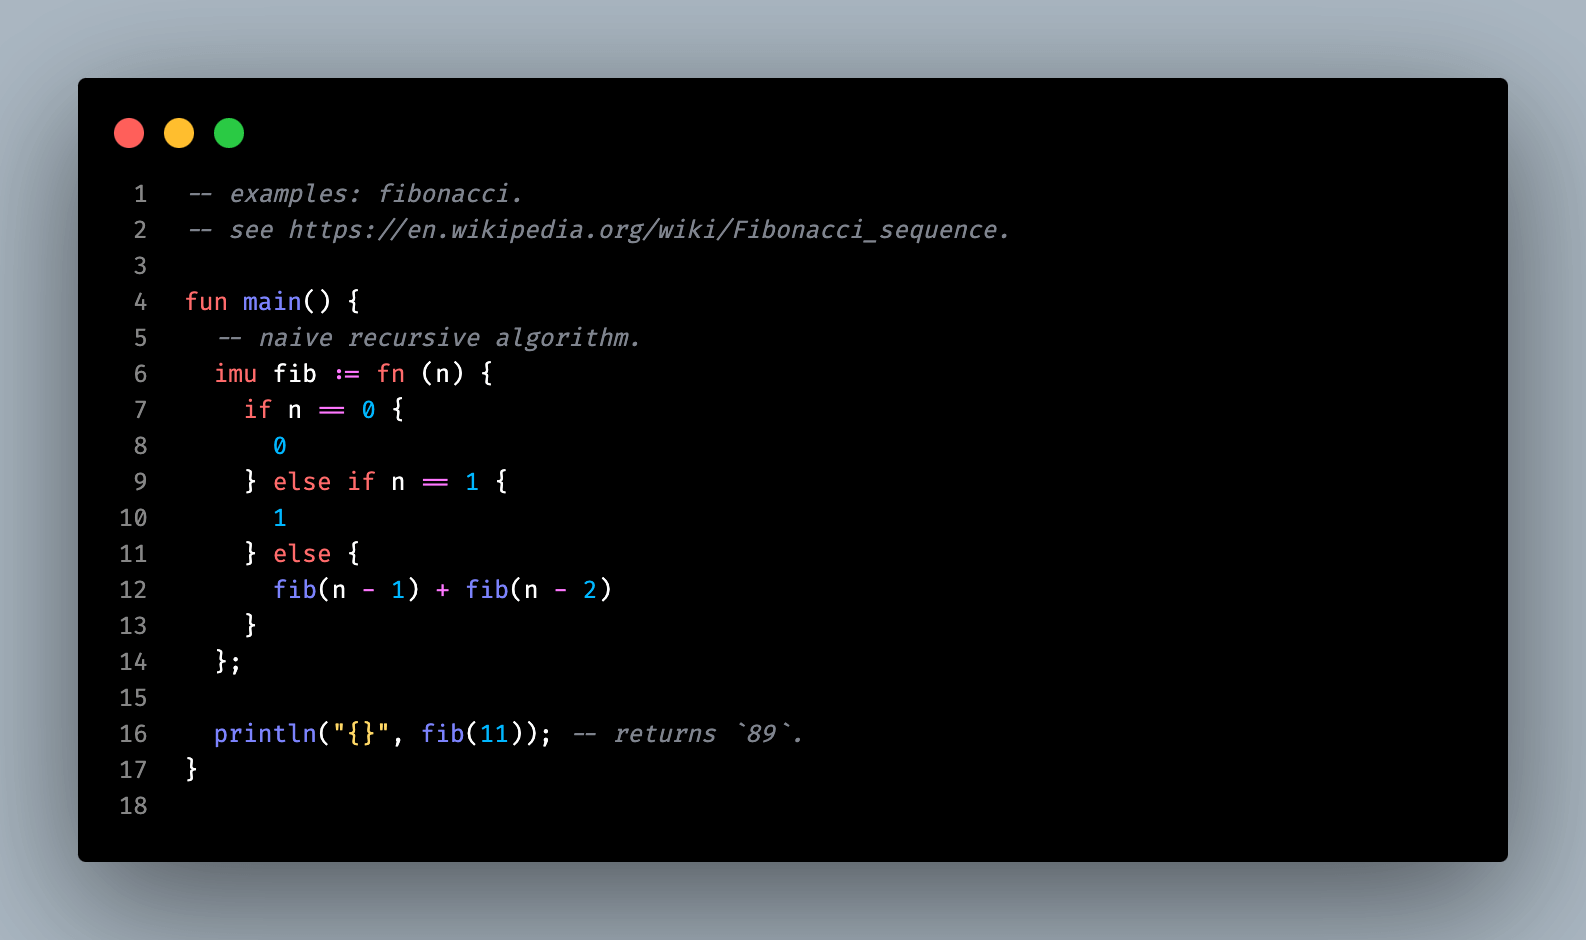 1 -- examples: fibonacci.
2 -- see https://en.wikipedia.org/wiki/Fibonacci_sequence.
3
4 fun main() {
5   -- naive recursive algorithm.
6   imu fib := fn (n) {
7     if n == 0 {
8       0
9     } else if n == 1 {
10       1
11     } else {
12       fib(n - 1) + fib(n - 2)
13     }
14   };
15
16   println("{}", fib(11)); -- returns `89`.
17 }
18